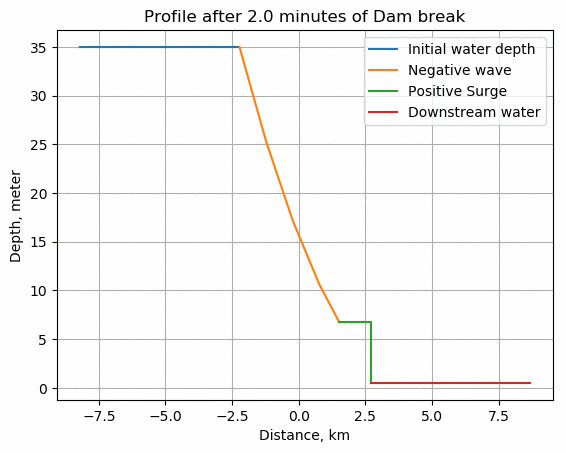 Profile after 2.0 minutes of Dam break
Initial water depth
Negative wave
Positive Surge
Downstream water
Depth, meter
35
30
25
20
15
10
5
0
−7.5 −5.0 −2.5 0.0 2.5 5.0 7.5
Distance, km